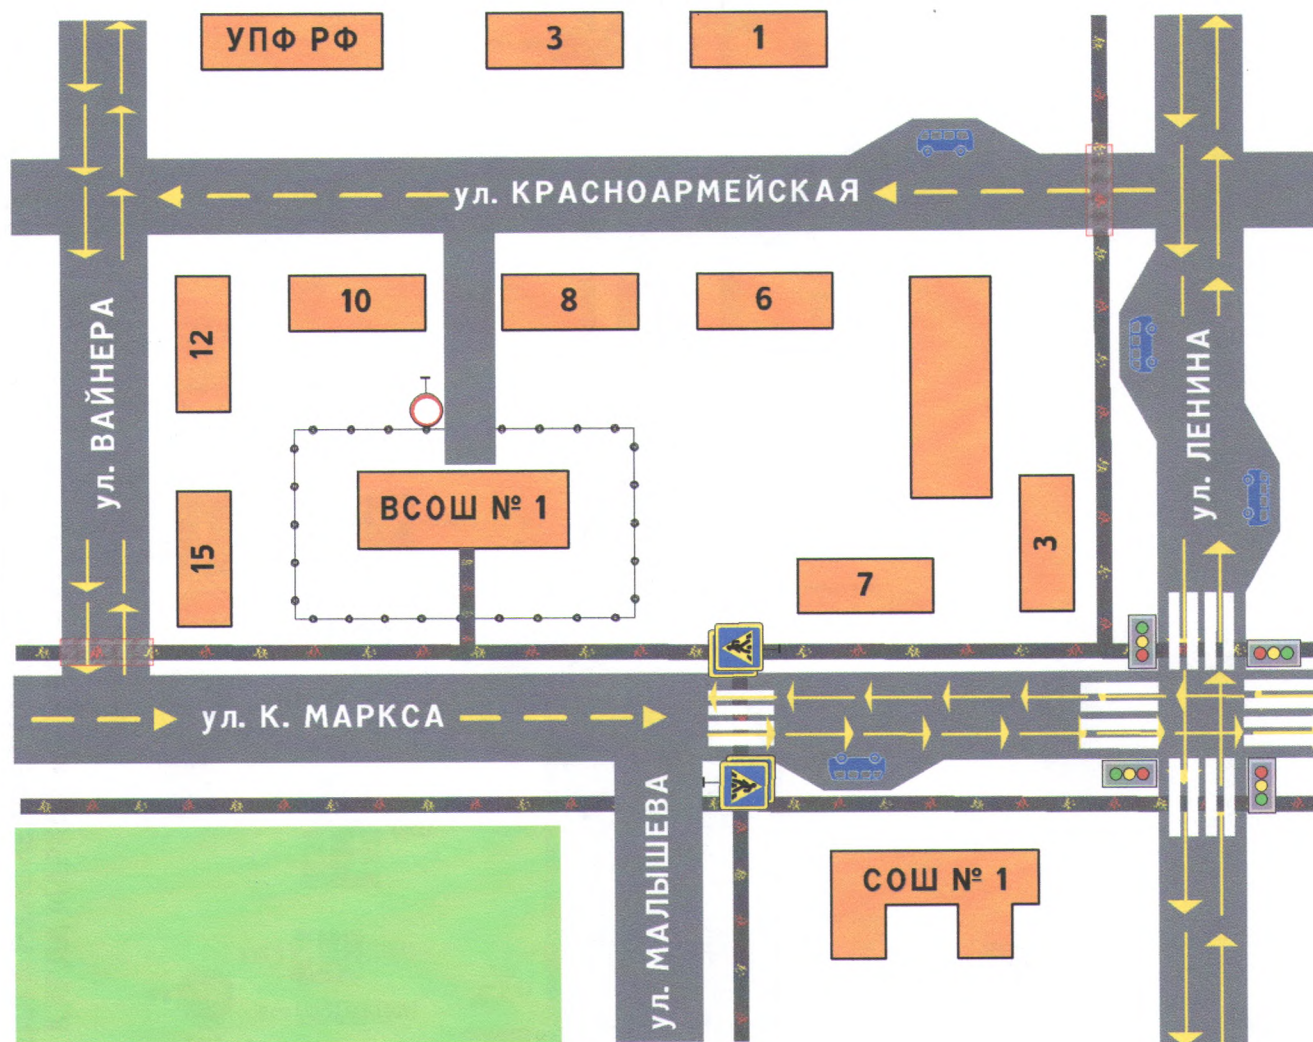 УПФ РФ
3
1
ул. КРАСНОАРМЕЙСКАЯ
12
10
8
6
ул. ВАЙНЕРА
ул. ЛЕНИНА
ВСОШ № 1
15
7
3
ул. К. МАРКСА
ул. МАЛЫШЕВА
СОШ № 1